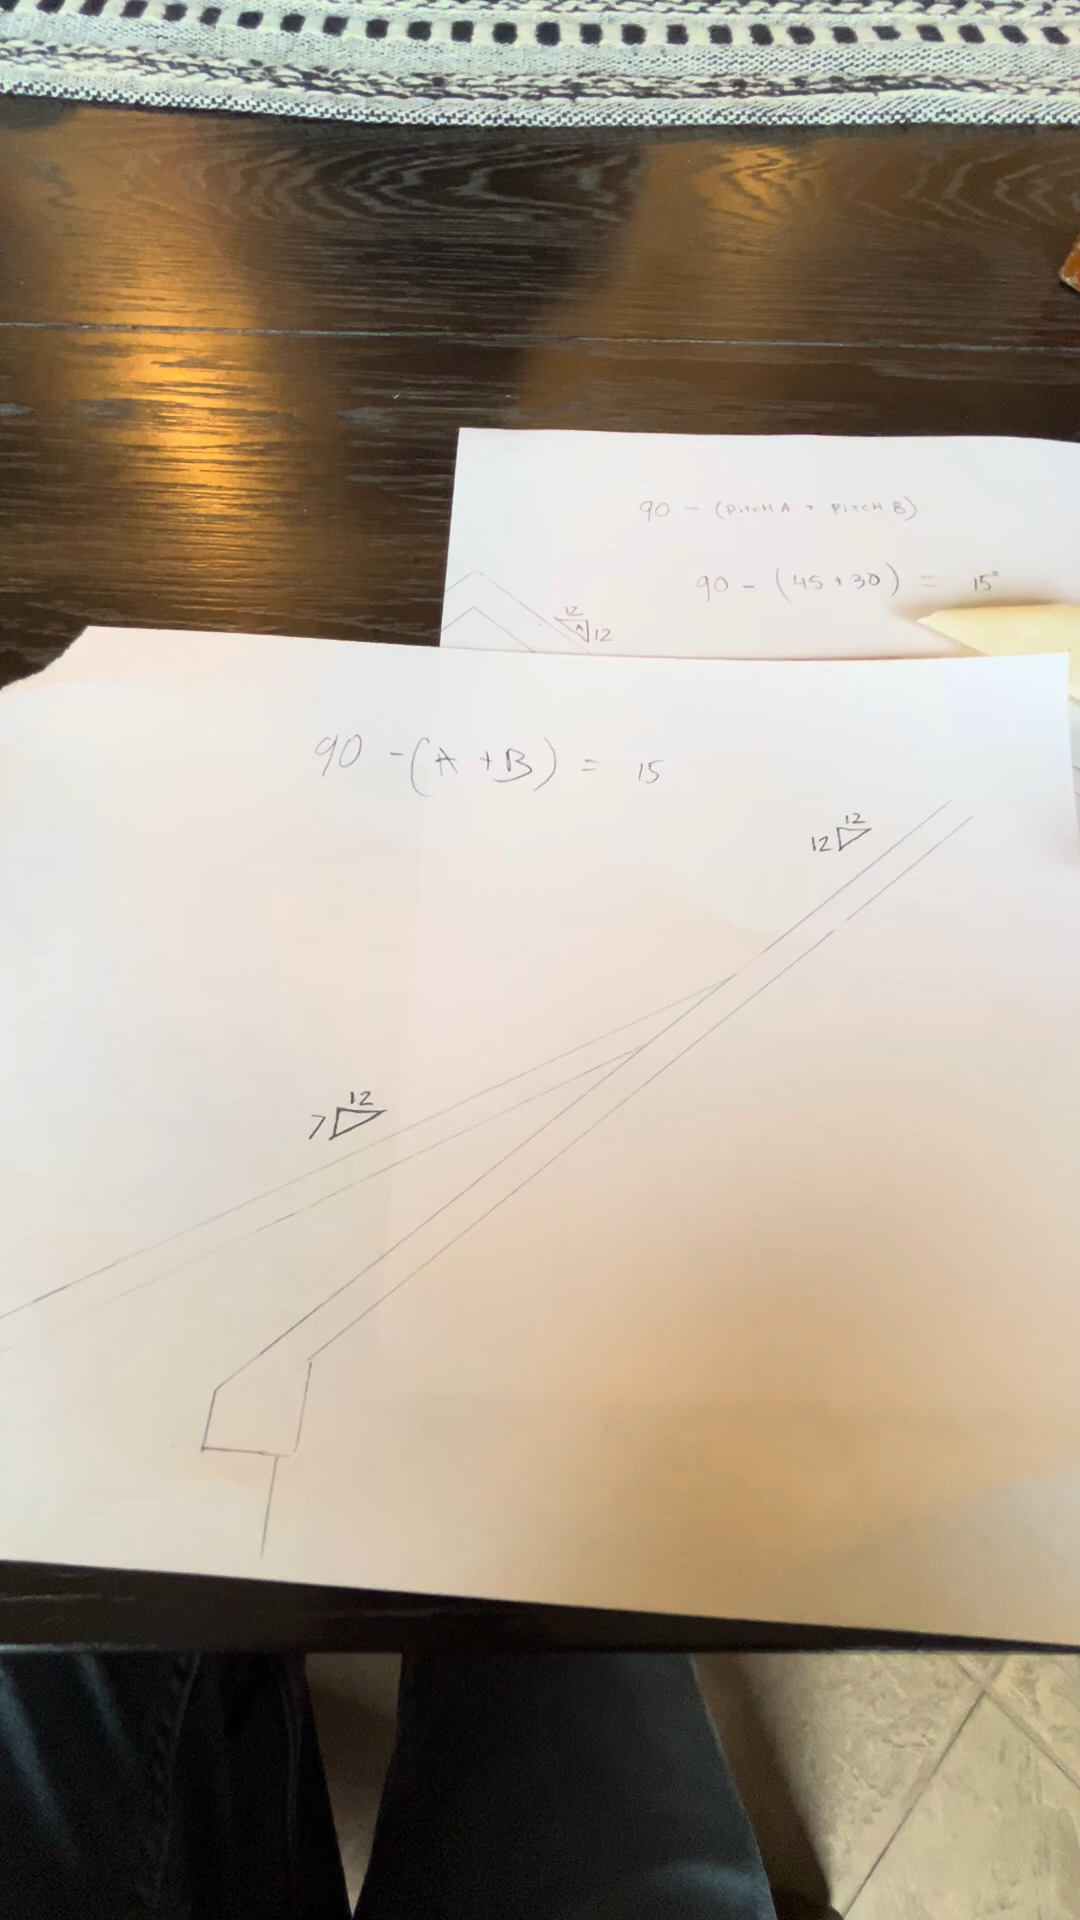 90 - (PITCH A + PITCH B)
90 - (45 + 30) = 15°
12
A 12
90 - (A + B) = 15
12
12
12
7